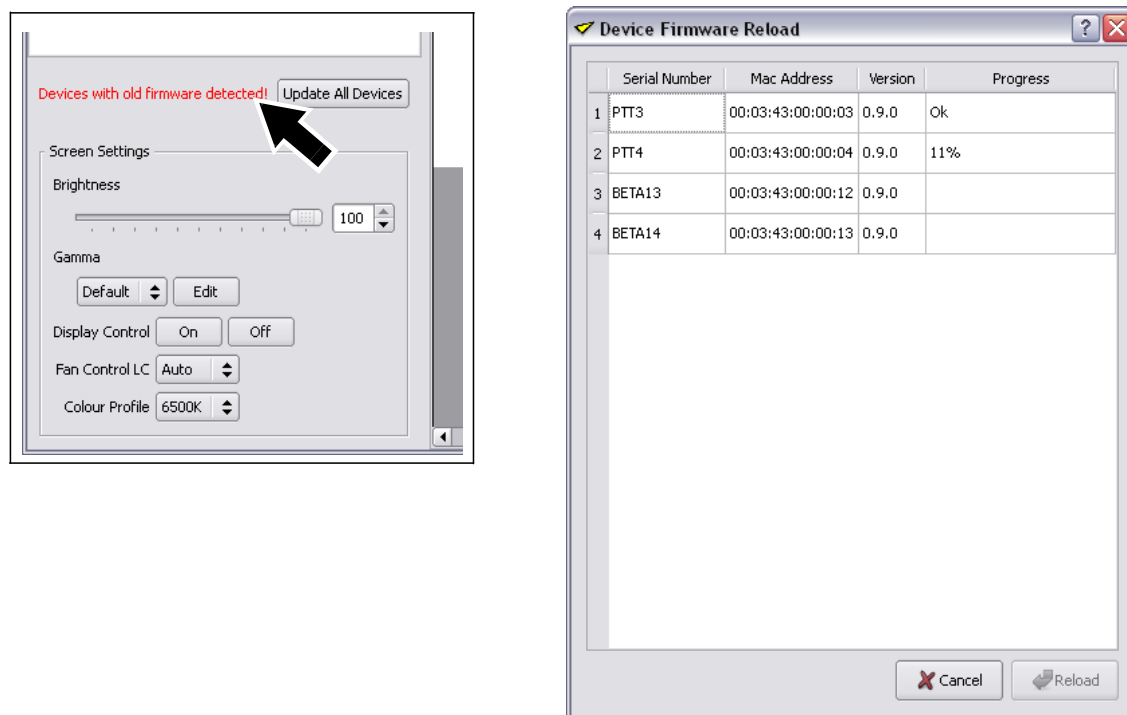 Devices with old firmware detected! Update All Devices
Screen Settings
Brightness
100
Gamma
Default Edit
Display Control On Off
Fan Control LC Auto
Colour Profile 6500K
Device Firmware Reload
Serial Number Mac Address Version Progress
1 PTT3 00:03:43:00:00:03 0.9.0 Ok
2 PTT4 00:03:43:00:00:04 0.9.0 11%
3 BETA13 00:03:43:00:00:12 0.9.0
4 BETA14 00:03:43:00:00:13 0.9.0
Cancel Reload